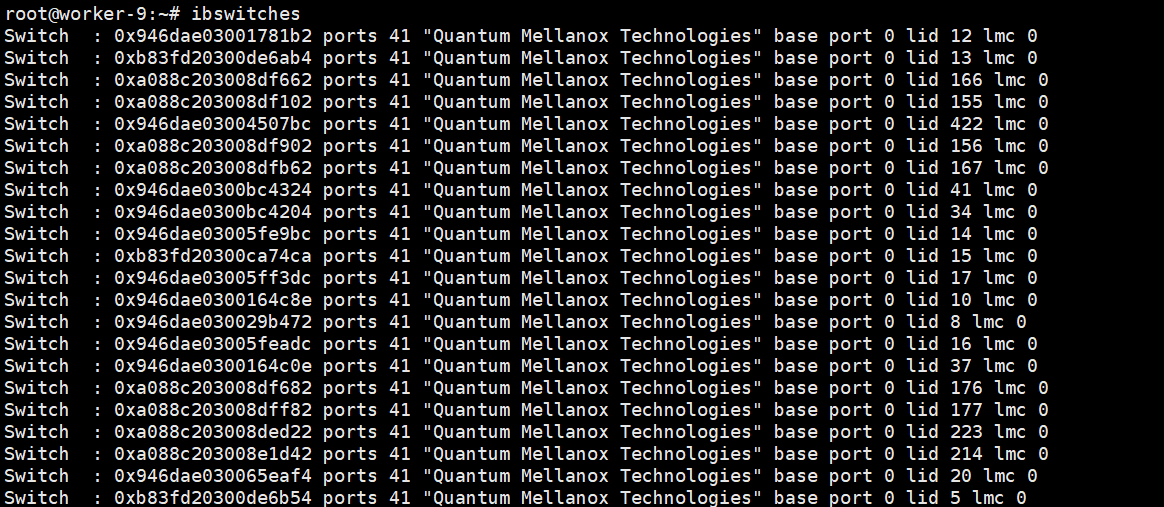 root@worker-9:~# ibswitches
Switch  : 0x946dae03001781b2 ports 41 "Quantum Mellanox Technologies" base port 0 lid 12 lmc 0
Switch  : 0xb83fd20300de6ab4 ports 41 "Quantum Mellanox Technologies" base port 0 lid 13 lmc 0
Switch  : 0xa088c203008df662 ports 41 "Quantum Mellanox Technologies" base port 0 lid 166 lmc 0
Switch  : 0xa088c203008df102 ports 41 "Quantum Mellanox Technologies" base port 0 lid 155 lmc 0
Switch  : 0x946dae03004507bc ports 41 "Quantum Mellanox Technologies" base port 0 lid 422 lmc 0
Switch  : 0xa088c203008df902 ports 41 "Quantum Mellanox Technologies" base port 0 lid 156 lmc 0
Switch  : 0xa088c203008dfb62 ports 41 "Quantum Mellanox Technologies" base port 0 lid 167 lmc 0
Switch  : 0x946dae0300bc4324 ports 41 "Quantum Mellanox Technologies" base port 0 lid 41 lmc 0
Switch  : 0x946dae0300bc4204 ports 41 "Quantum Mellanox Technologies" base port 0 lid 34 lmc 0
Switch  : 0x946dae03005fe9bc ports 41 "Quantum Mellanox Technologies" base port 0 lid 14 lmc 0
Switch  : 0xb83fd20300ca74ca ports 41 "Quantum Mellanox Technologies" base port 0 lid 15 lmc 0
Switch  : 0x946dae03005ff3dc ports 41 "Quantum Mellanox Technologies" base port 0 lid 17 lmc 0
Switch  : 0x946dae0300164c8e ports 41 "Quantum Mellanox Technologies" base port 0 lid 10 lmc 0
Switch  : 0x946dae030029b472 ports 41 "Quantum Mellanox Technologies" base port 0 lid 8 lmc 0
Switch  : 0x946dae03005feadc ports 41 "Quantum Mellanox Technologies" base port 0 lid 16 lmc 0
Switch  : 0x946dae0300164c0e ports 41 "Quantum Mellanox Technologies" base port 0 lid 37 lmc 0
Switch  : 0xa088c203008df682 ports 41 "Quantum Mellanox Technologies" base port 0 lid 176 lmc 0
Switch  : 0xa088c203008dff82 ports 41 "Quantum Mellanox Technologies" base port 0 lid 177 lmc 0
Switch  : 0xa088c203008ded22 ports 41 "Quantum Mellanox Technologies" base port 0 lid 223 lmc 0
Switch  : 0xa088c203008e1d42 ports 41 "Quantum Mellanox Technologies" base port 0 lid 214 lmc 0
Switch  : 0x946dae030065eaf4 ports 41 "Quantum Mellanox Technologies" base port 0 lid 20 lmc 0
Switch  : 0xb83fd20300de6b54 ports 41 "Quantum Mellanox Technologies" base port 0 lid 5 lmc 0